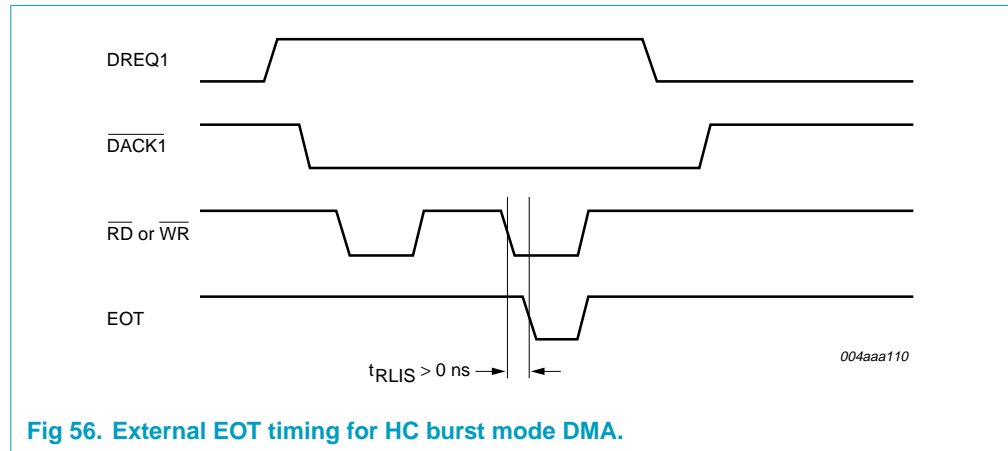 DREQ1
DACK1
RD or WR
EOT
tRLIS > 0 ns
004aaa110
Fig 56. External EOT timing for HC burst mode DMA.